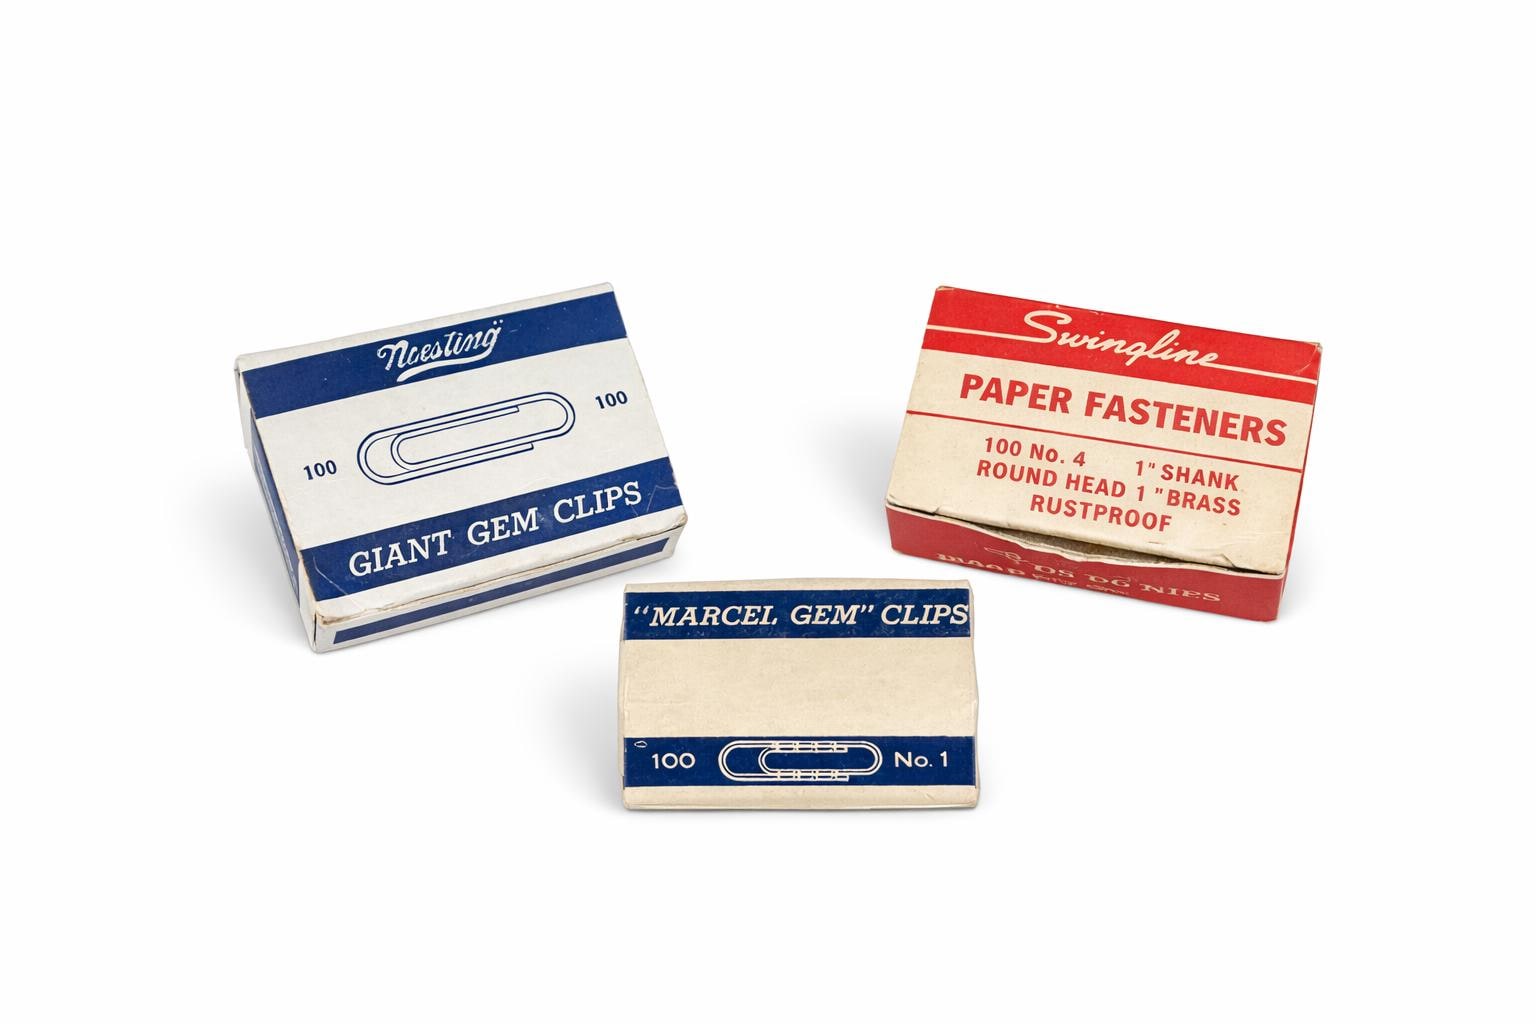 Noesting
100
100
GIANT GEM CLIPS
Swingline
PAPER FASTENERS
100 No. 4 1" SHANK
ROUND HEAD 1 " BRASS
RUSTPROOF
"MARCEL GEM" CLIPS
100 No. 1